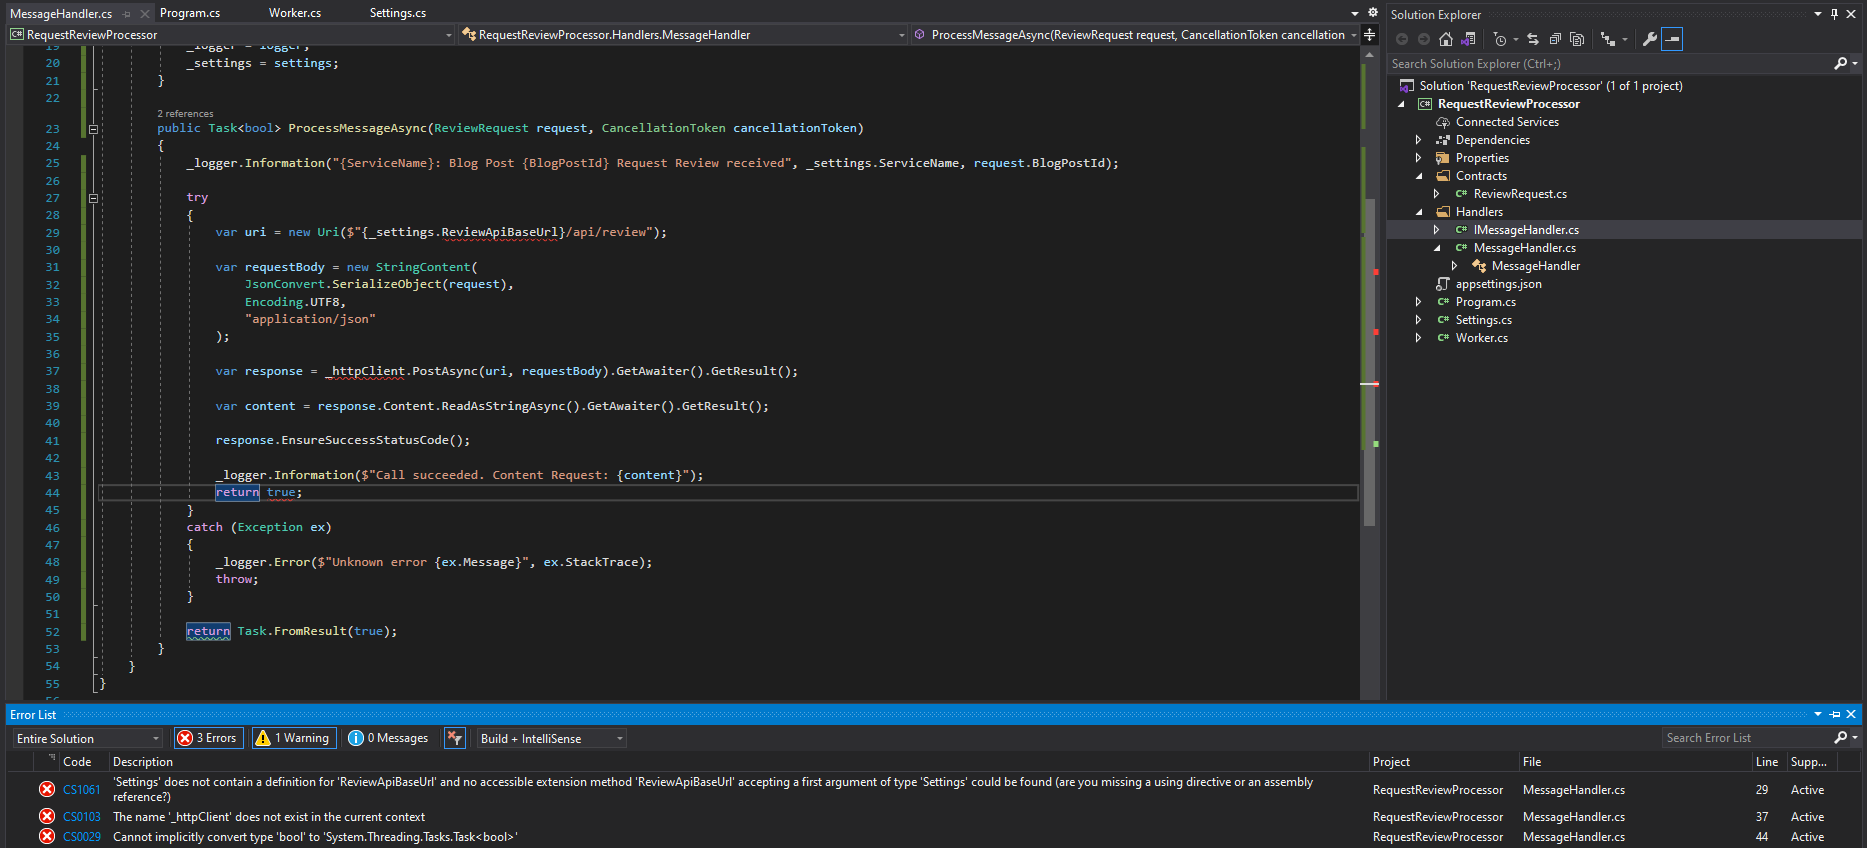 MessageHandler.cs Program.cs Worker.cs Settings.cs
RequestReviewProcessor RequestReviewProcessor.Handlers.MessageHandler ProcessMessageAsync(ReviewRequest request, CancellationToken cancellation
19 _logger = logger;
20 _settings = settings;
21 }
22
2 references
23 public Task<bool> ProcessMessageAsync(ReviewRequest request, CancellationToken cancellationToken)
24 {
25 _logger.Information("{ServiceName}: Blog Post {BlogPostId} Request Review received", _settings.ServiceName, request.BlogPostId);
26
27 try
28 {
29 var uri = new Uri($"{_settings.ReviewApiBaseUrl}/api/review");
30
31 var requestBody = new StringContent(
32 JsonConvert.SerializeObject(request),
33 Encoding.UTF8,
34 "application/json"
35 );
36
37 var response = _httpClient.PostAsync(uri, requestBody).GetAwaiter().GetResult();
38
39 var content = response.Content.ReadAsStringAsync().GetAwaiter().GetResult();
40
41 response.EnsureSuccessStatusCode();
42
43 _logger.Information($"Call succeeded. Content Request: {content}");
44 return true;
45 }
46 catch (Exception ex)
47 {
48 _logger.Error($"Unknown error {ex.Message}", ex.StackTrace);
49 throw;
50 }
51
52 return Task.FromResult(true);
53 }
54 }
55 }
56
Solution Explorer
Search Solution Explorer (Ctrl+;)
Solution 'RequestReviewProcessor' (1 of 1 project)
C# RequestReviewProcessor
Connected Services
Dependencies
Properties
Contracts
C# ReviewRequest.cs
Handlers
C# IMessageHandler.cs
C# MessageHandler.cs
MessageHandler
appsettings.json
C# Program.cs
C# Settings.cs
C# Worker.cs
Error List
Entire Solution 3 Errors 1 Warning 0 Messages Build + IntelliSense Search Error List
Code Description Project File Line Supp...
CS1061 'Settings' does not contain a definition for 'ReviewApiBaseUrl' and no accessible extension method 'ReviewApiBaseUrl' accepting a first argument of type 'Settings' could be found (are you missing a using directive or an assembly
reference?) RequestReviewProcessor MessageHandler.cs 29 Active
CS0103 The name '_httpClient' does not exist in the current context RequestReviewProcessor MessageHandler.cs 37 Active
CS0029 Cannot implicitly convert type 'bool' to 'System.Threading.Tasks.Task<bool>' RequestReviewProcessor MessageHandler.cs 44 Active